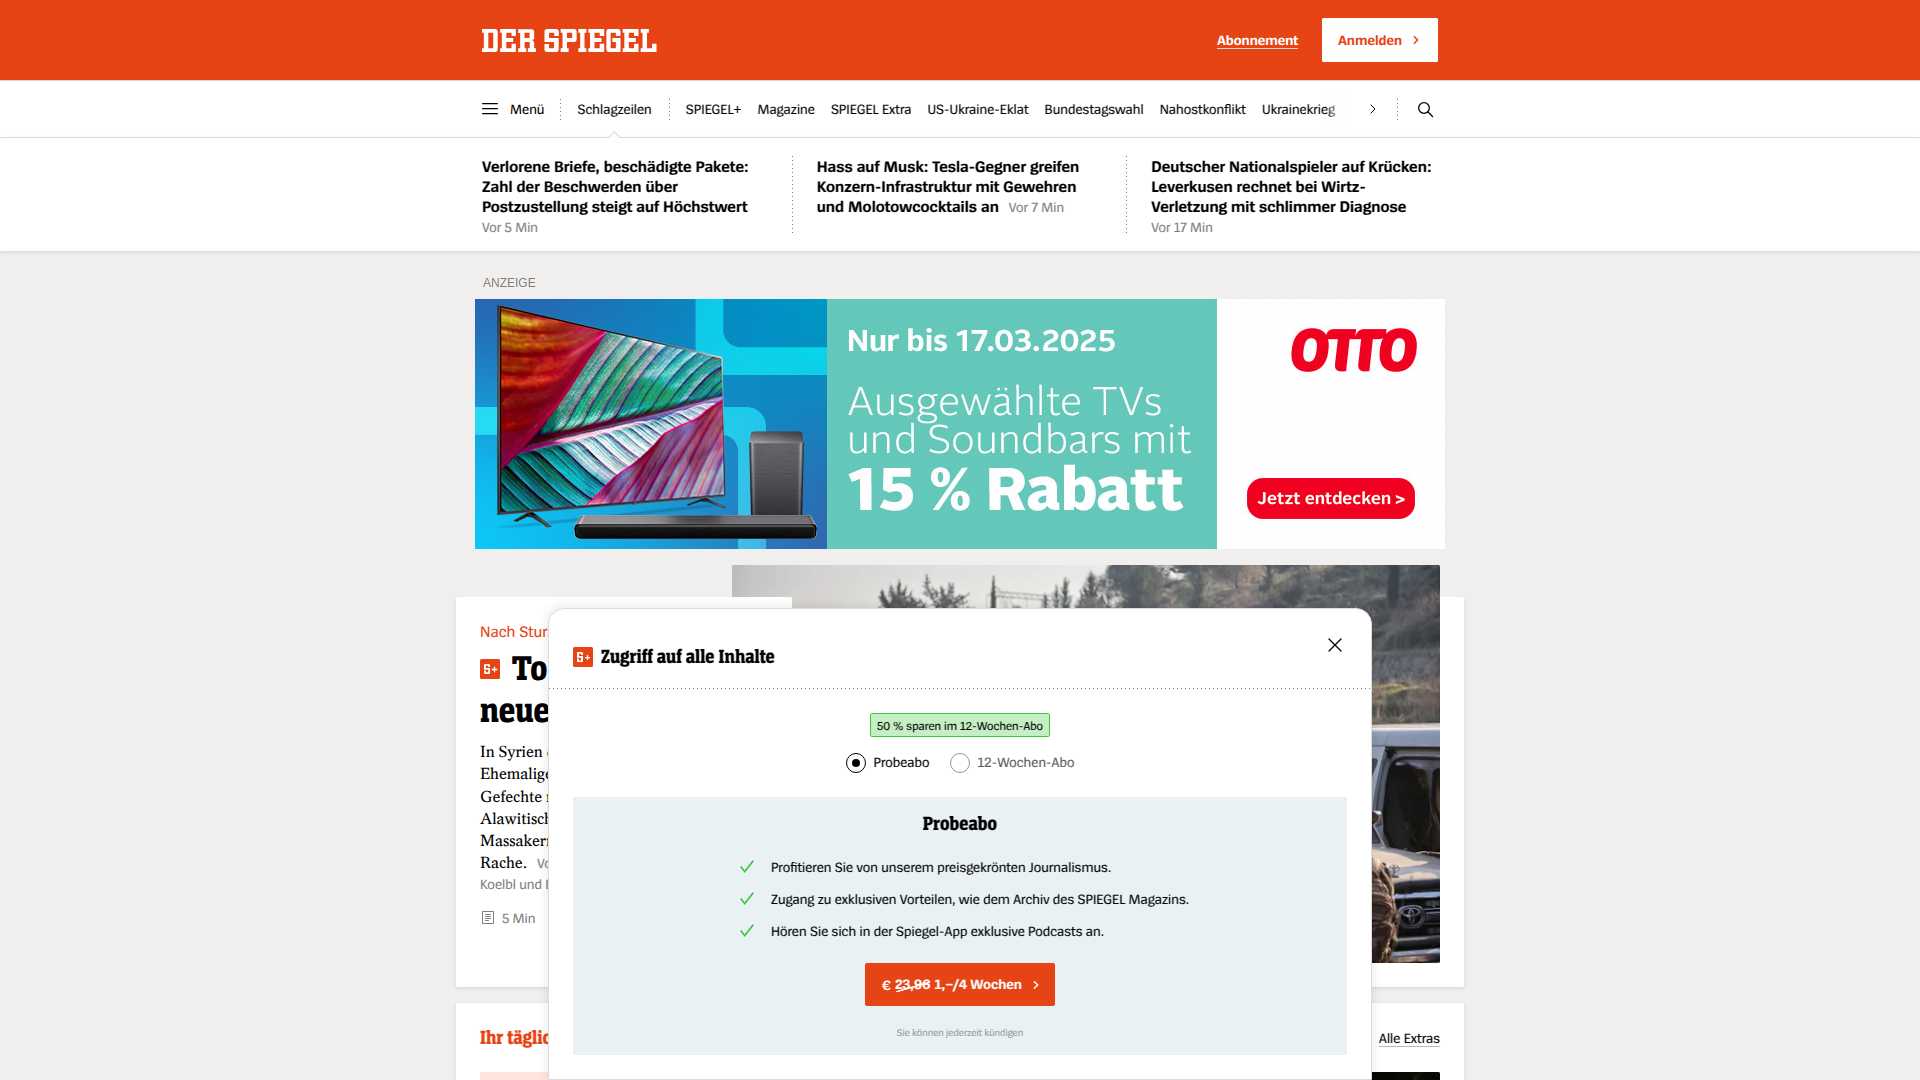 DER SPIEGEL
Abonnement
Anmelden
Menü
Schlagzeilen
SPIEGEL+
Magazine
SPIEGEL Extra
US-Ukraine-Eklat
Bundestagswahl
Nahostkonflikt
Ukrainekrieg
Verlorene Briefe, beschädigte Pakete:
Zahl der Beschwerden über
Postzustellung steigt auf Höchstwert
Vor 5 Min
Hass auf Musk: Tesla-Gegner greifen
Konzern-Infrastruktur mit Gewehren
und Molotowcocktails an Vor 7 Min
Deutscher Nationalspieler auf Krücken:
Leverkusen rechnet bei Wirtz-
Verletzung mit schlimmer Diagnose
Vor 17 Min
ANZEIGE
Nur bis 17.03.2025
Ausgewählte TVs
und Soundbars mit
15 % Rabatt
OTTO
Jetzt entdecken >
Nach Stur
S+ To
neue
In Syrien
Ehemalige
Gefechte
Alawitisch
Massaker
Rache. Vo
Koelbl und
5 Min
S+ Zugriff auf alle Inhalte
50 % sparen im 12-Wochen-Abo
Probeabo
12-Wochen-Abo
Probeabo
Profitieren Sie von unserem preisgekrönten Journalismus.
Zugang zu exklusiven Vorteilen, wie dem Archiv des SPIEGEL Magazins.
Hören Sie sich in der Spiegel-App exklusive Podcasts an.
€ 23,96 1,–/4 Wochen
Sie können jederzeit kündigen
Ihr täglic
Alle Extras